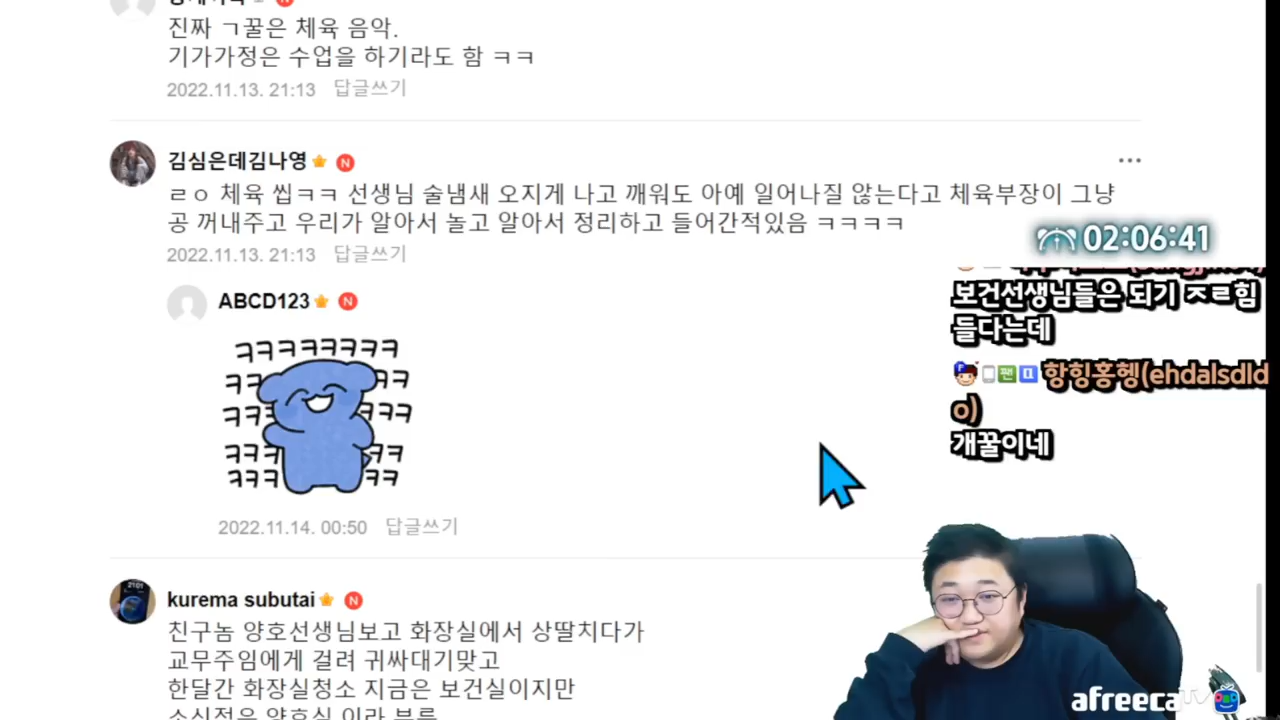 진짜 ㄱ꿀은 체육 음악.
기가가정은 수업을 하기라도 함 ㅋㅋ
2022.11.13. 21:13 답글쓰기
김심은데김나영 N
ㄹㅇ 체육 씹ㅋㅋ 선생님 술냄새 오지게 나고 깨워도 아예 일어나질 않는다고 체육부장이 그냥
공 꺼내주고 우리가 알아서 놀고 알아서 정리하고 들어간적있음 ㅋㅋㅋㅋ
2022.11.13. 21:13 답글쓰기
02:06:41
보건선생님들은 되기 ㅈㄹ힘
들다는데
팬 항힝홍헹(ehdalsdld
o)
개꿀이네
ABCD123 N
ㅋㅋㅋㅋㅋㅋㅋ
ㅋㅋ ㅋㅋ
ㅋㅋㅋ ㅋㅋㅋ
ㅋㅋㅋ ㅋㅋ
ㅋㅋㅋ ㅋㅋ
2022.11.14. 00:50 답글쓰기
kurema subutai N
친구놈 양호선생님보고 화장실에서 상딸치다가
교무주임에게 걸려 귀싸대기맞고
한달간 화장실청소 지금은 보건실이지만
afreecaTV